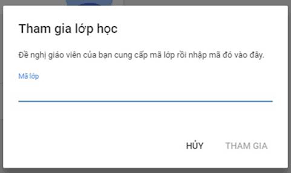 Tham gia lớp học
Đề nghị giáo viên của bạn cung cấp mã lớp rồi nhập mã đó vào đây.
Mã lớp
HỦY THAM GIA